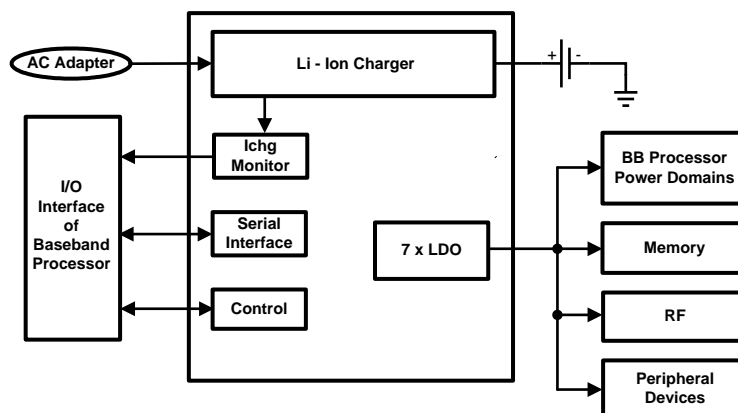 AC Adapter
Li - Ion Charger
+
-
Ichg
Monitor
I/O
Interface
of
Baseband
Processor
Serial
Interface
Control
7 x LDO
BB Processor
Power Domains
Memory
RF
Peripheral
Devices